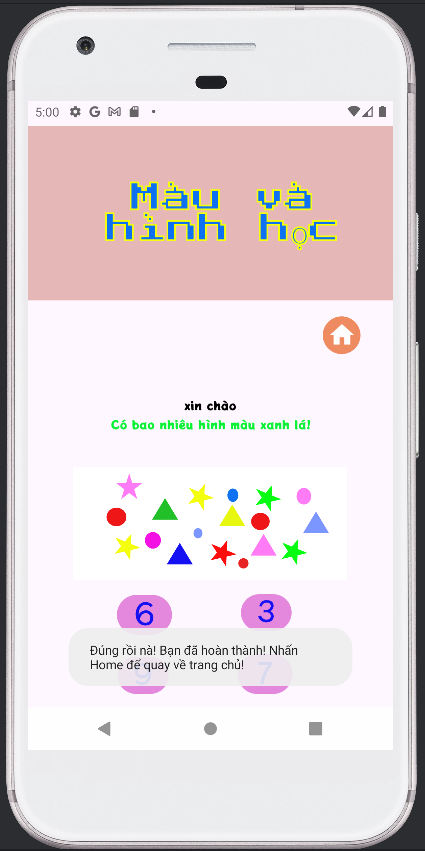 5:00
Màu và
hình học
xin chào
Có bao nhiêu hình màu xanh lá!
6 3
Đúng rồi nà! Bạn đã hoàn thành! Nhấn
Home để quay về trang chủ!
9 7